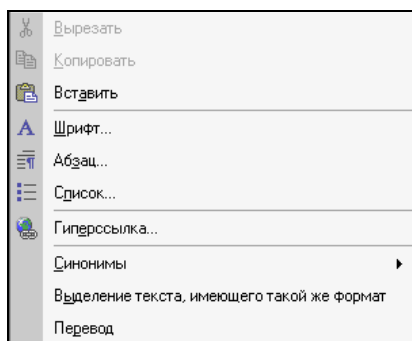 Вырезать
Копировать
Вставить
Шрифт...
Абзац...
Список...
Гиперссылка...
Синонимы
Выделение текста, имеющего такой же формат
Перевод